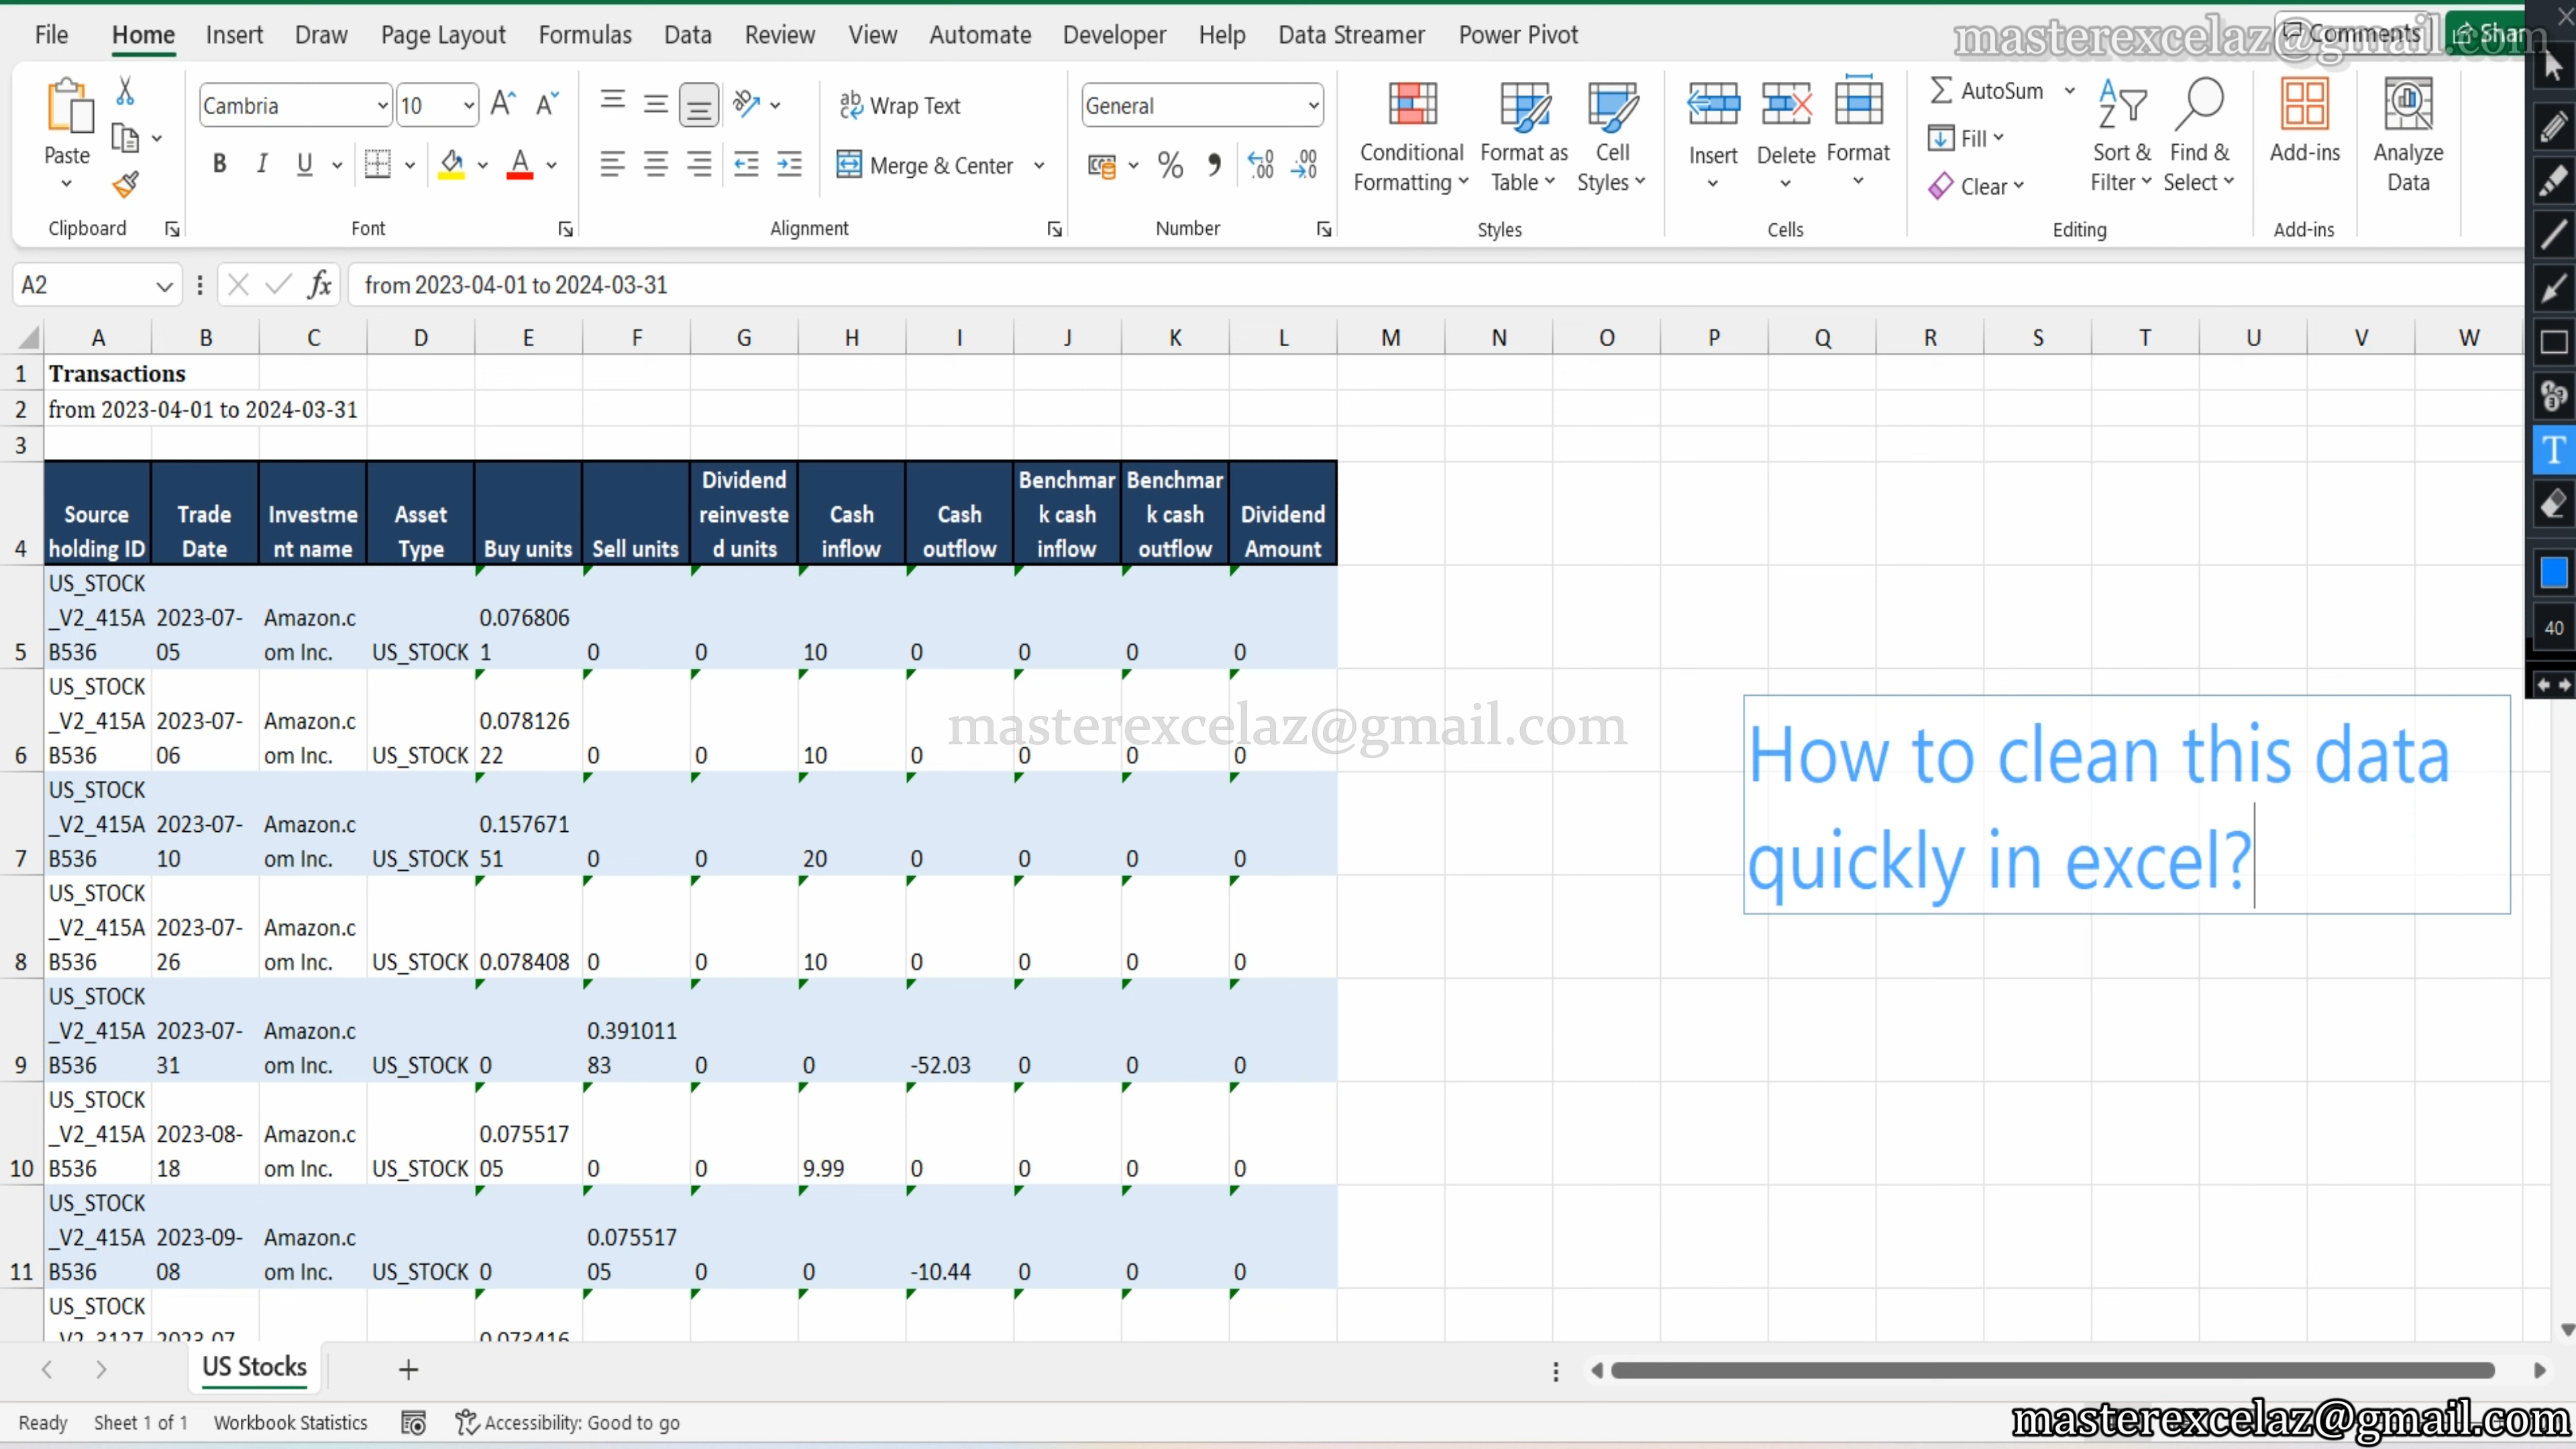 File Home Insert Draw Page Layout Formulas Data Review View Automate Developer Help Data Streamer Power Pivot Comments Shar
masterexcelaz@gmail.com
Cambria 10 Wrap Text General AutoSum
Paste Merge & Center Conditional Formatting Format as Table Cell Styles Insert Delete Format Fill Clear Sort & Filter Find & Select Add-ins Analyze Data
Clipboard Font Alignment Number Styles Cells Editing Add-ins
A2 fx from 2023-04-01 to 2024-03-31
A B C D E F G H I J K L M N O P Q R S T U V W
1 Transactions
2 from 2023-04-01 to 2024-03-31
3
4 Source holding ID Trade Date Investment name Asset Type Buy units Sell units Dividend reinvested units Cash inflow Cash outflow Benchmark cash inflow Benchmark cash outflow Dividend Amount
5 US_STOCK_V2_415AB536 2023-07-05 Amazon.com Inc. US_STOCK 0.0768061 0 0 10 0 0 0 0
6 US_STOCK_V2_415AB536 2023-07-06 Amazon.com Inc. US_STOCK 0.07812622 0 0 10 0 0 0 0
7 US_STOCK_V2_415AB536 2023-07-10 Amazon.com Inc. US_STOCK 0.15767151 0 0 20 0 0 0 0
8 US_STOCK_V2_415AB536 2023-07-26 Amazon.com Inc. US_STOCK 0.078408 0 0 10 0 0 0 0
9 US_STOCK_V2_415AB536 2023-07-31 Amazon.com Inc. US_STOCK 0 0.39101183 0 0 -52.03 0 0 0
10 US_STOCK_V2_415AB536 2023-08-18 Amazon.com Inc. US_STOCK 0.07551705 0 0 9.99 0 0 0 0
11 US_STOCK_V2_415AB536 2023-09-08 Amazon.com Inc. US_STOCK 0 0.07551705 0 0 -10.44 0 0 0
US_STOCK
_V2_3127 2023-07- 0.073416
masterexcelaz@gmail.com
How to clean this data
quickly in excel?
T
40
US Stocks
Ready Sheet 1 of 1 Workbook Statistics Accessibility: Good to go
masterexcelaz@gmail.com